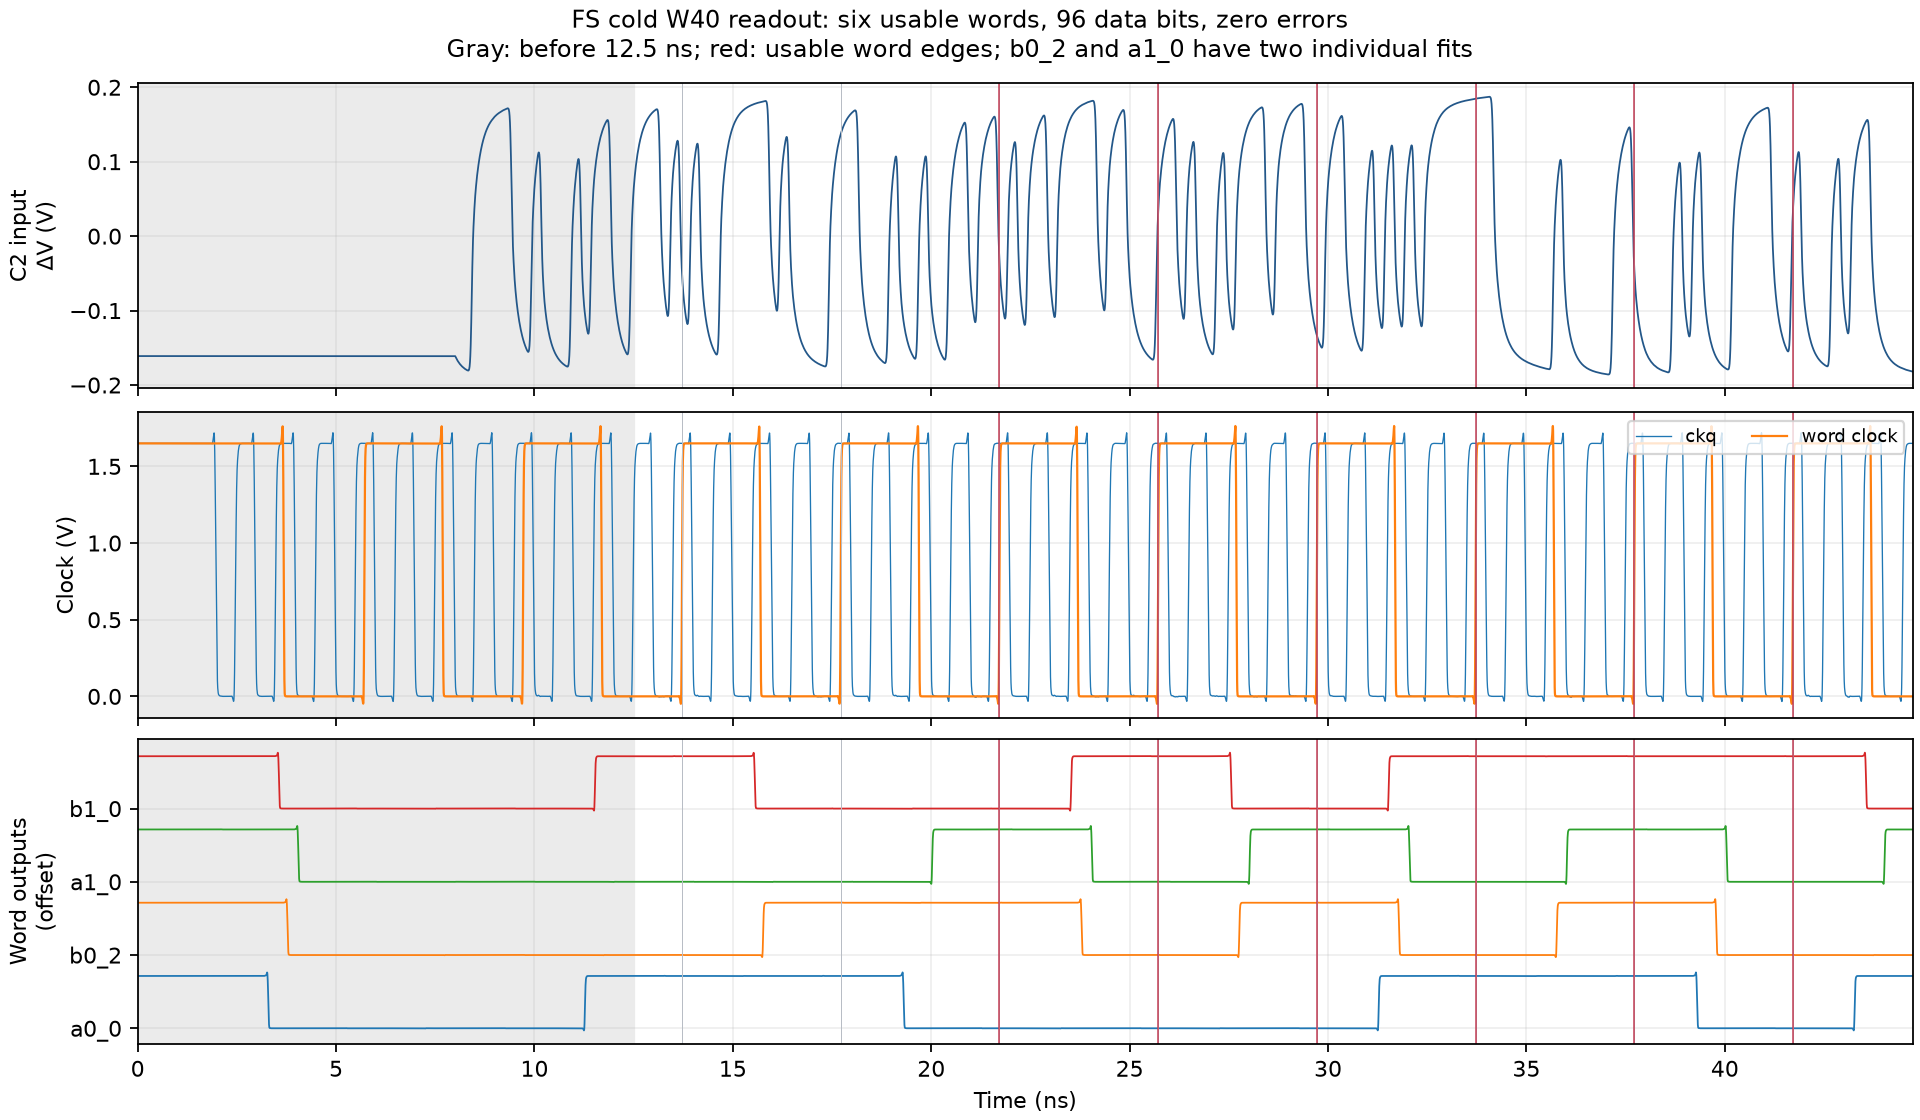 FS cold W40 readout: six usable words, 96 data bits, zero errors
Gray: before 12.5 ns; red: usable word edges; b0_2 and a1_0 have two individual fits
C2 input
ΔV (V)
0.2
0.1
0.0
−0.1
−0.2
Clock (V)
1.5
1.0
0.5
0.0
ckq
word clock
Word outputs
(offset)
b1_0
a1_0
b0_2
a0_0
0 5 10 15 20 25 30 35 40
Time (ns)